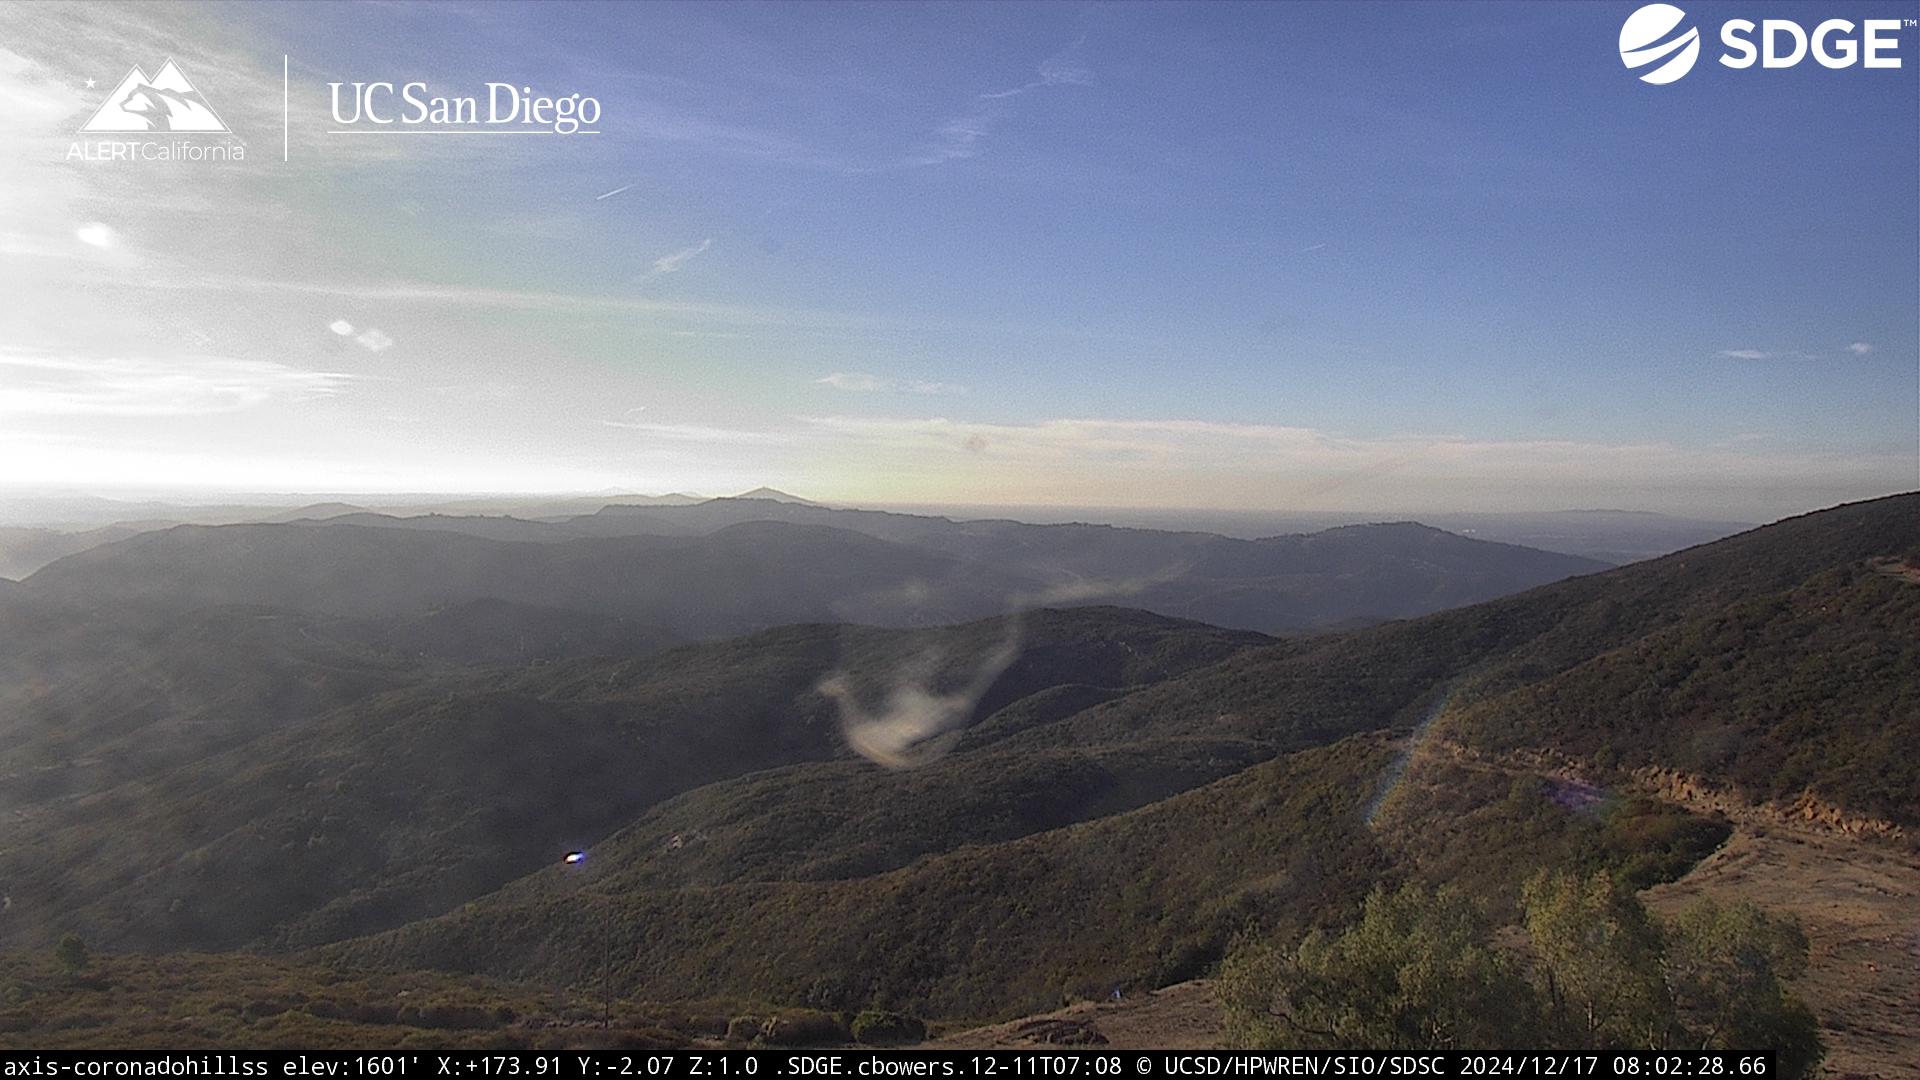 ALERTCalifornia
UC San Diego
SDGE™
axis-coronadohillss elev:1601' X:+173.91 Y:-2.07 Z:1.0 .SDGE.cbowers.12-11T07:08 © UCSD/HPWREN/SIO/SDSC 2024/12/17 08:02:28.66